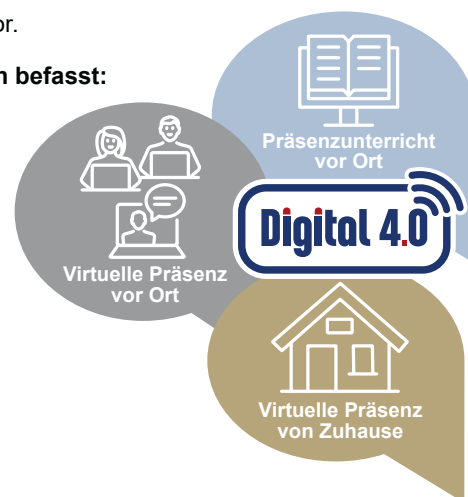 or.
n befasst:
Präsenzunterricht
vor Ort
Digital 4.0
Virtuelle Präsenz
vor Ort
Virtuelle Präsenz
von Zuhause